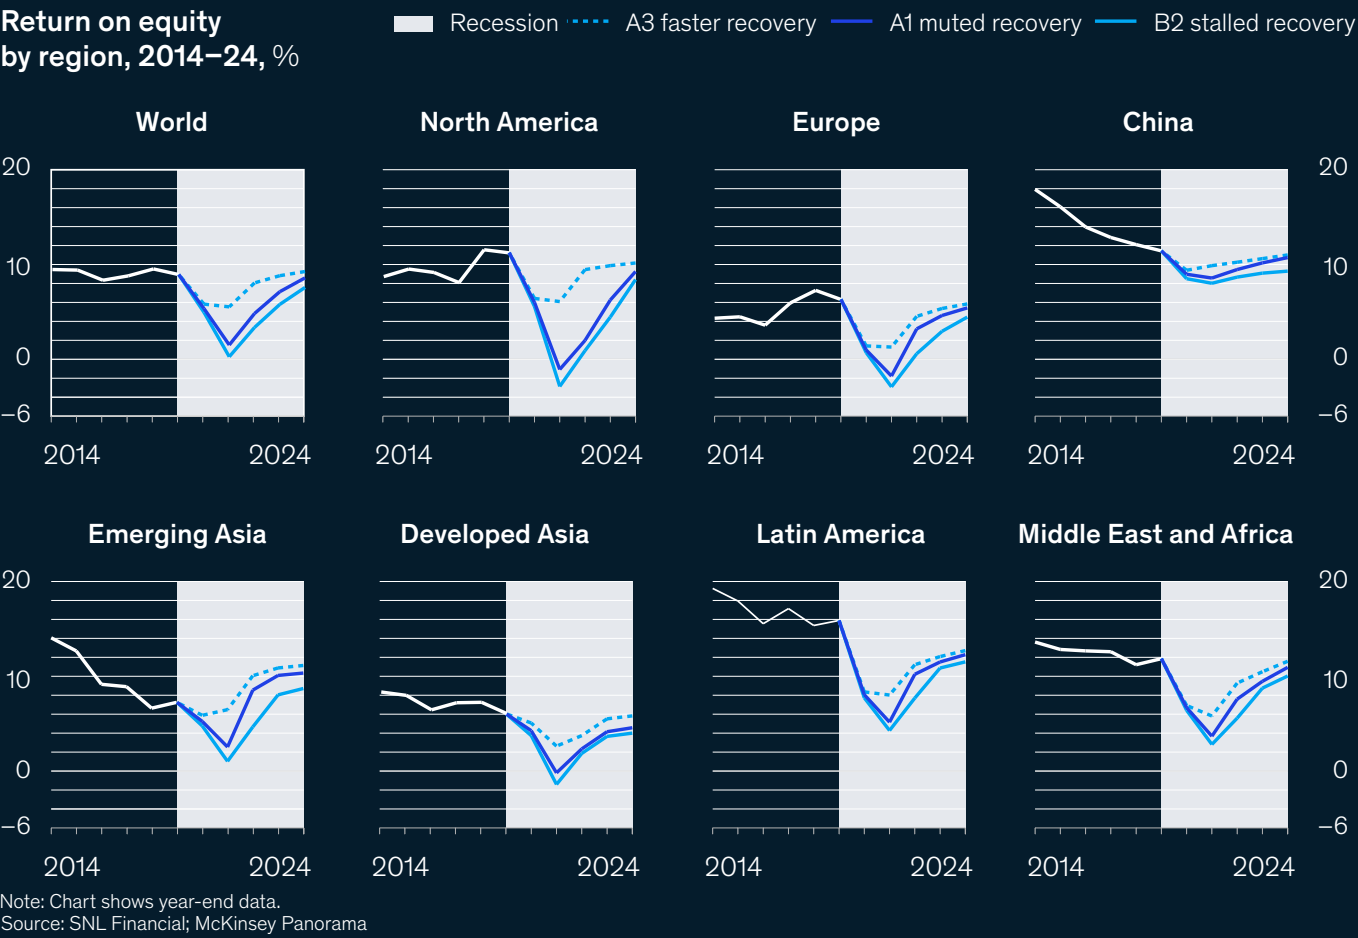 Return on equity
by region, 2014–24, %
Recession A3 faster recovery A1 muted recovery B2 stalled recovery
World North America Europe China
20 20
10 10
0 0
–6 –6
2014 2024 2014 2024 2014 2024 2014 2024
Emerging Asia Developed Asia Latin America Middle East and Africa
20 20
10 10
0 0
–6 –6
2014 2024 2014 2024 2014 2024 2014 2024
Note: Chart shows year-end data.
Source: SNL Financial; McKinsey Panorama